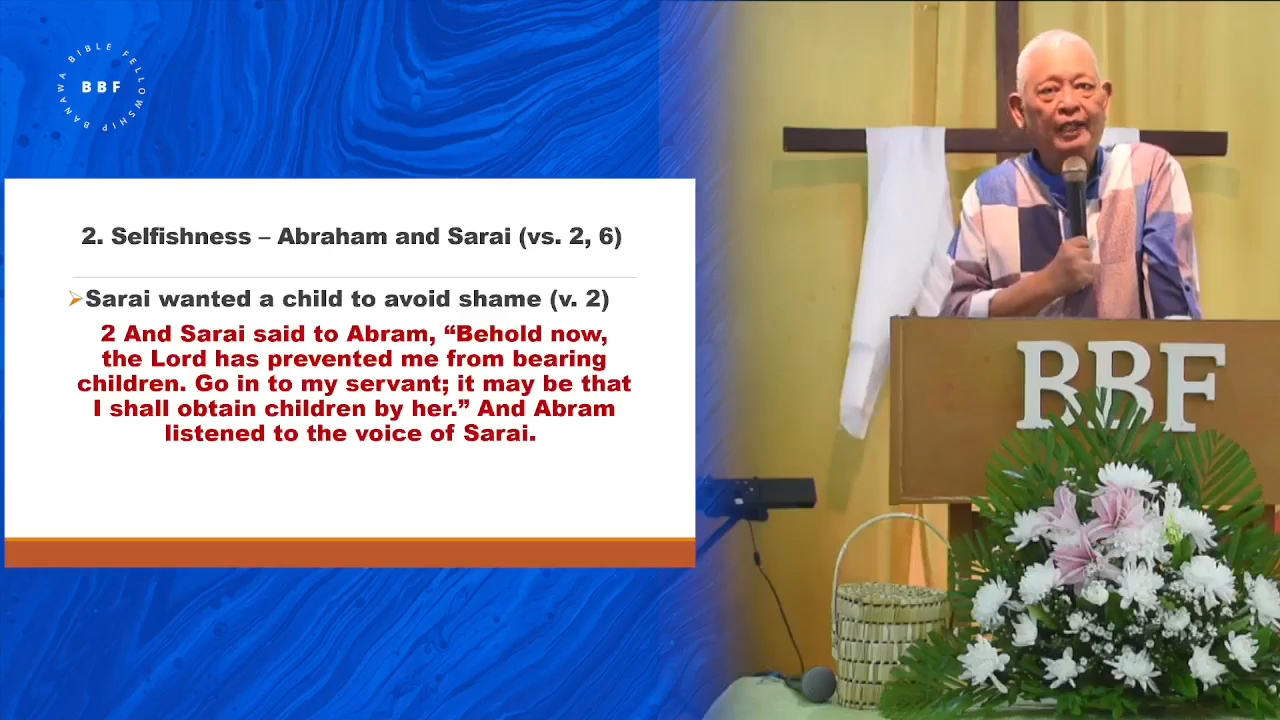 BANAWA BIBLE FELLOWSHIP
BBF
2. Selfishness – Abraham and Sarai (vs. 2, 6)
➢Sarai wanted a child to avoid shame (v. 2)
2 And Sarai said to Abram, “Behold now,
the Lord has prevented me from bearing
children. Go in to my servant; it may be that
I shall obtain children by her.” And Abram
listened to the voice of Sarai.
BBF